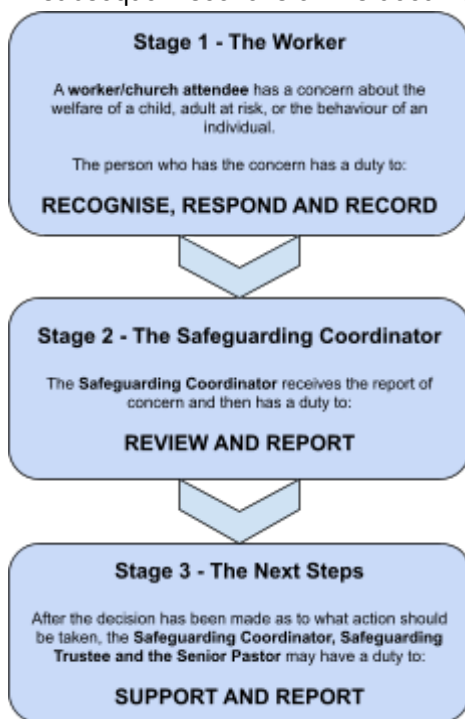 Stage 1 - The Worker
A worker/church attendee has a concern about the
welfare of a child, adult at risk, or the behaviour of an
individual.
The person who has the concern has a duty to:
RECOGNISE, RESPOND AND RECORD
Stage 2 - The Safeguarding Coordinator
The Safeguarding Coordinator receives the report of
concern and then has a duty to:
REVIEW AND REPORT
Stage 3 - The Next Steps
After the decision has been made as to what action should
be taken, the Safeguarding Coordinator, Safeguarding
Trustee and the Senior Pastor may have a duty to:
SUPPORT AND REPORT